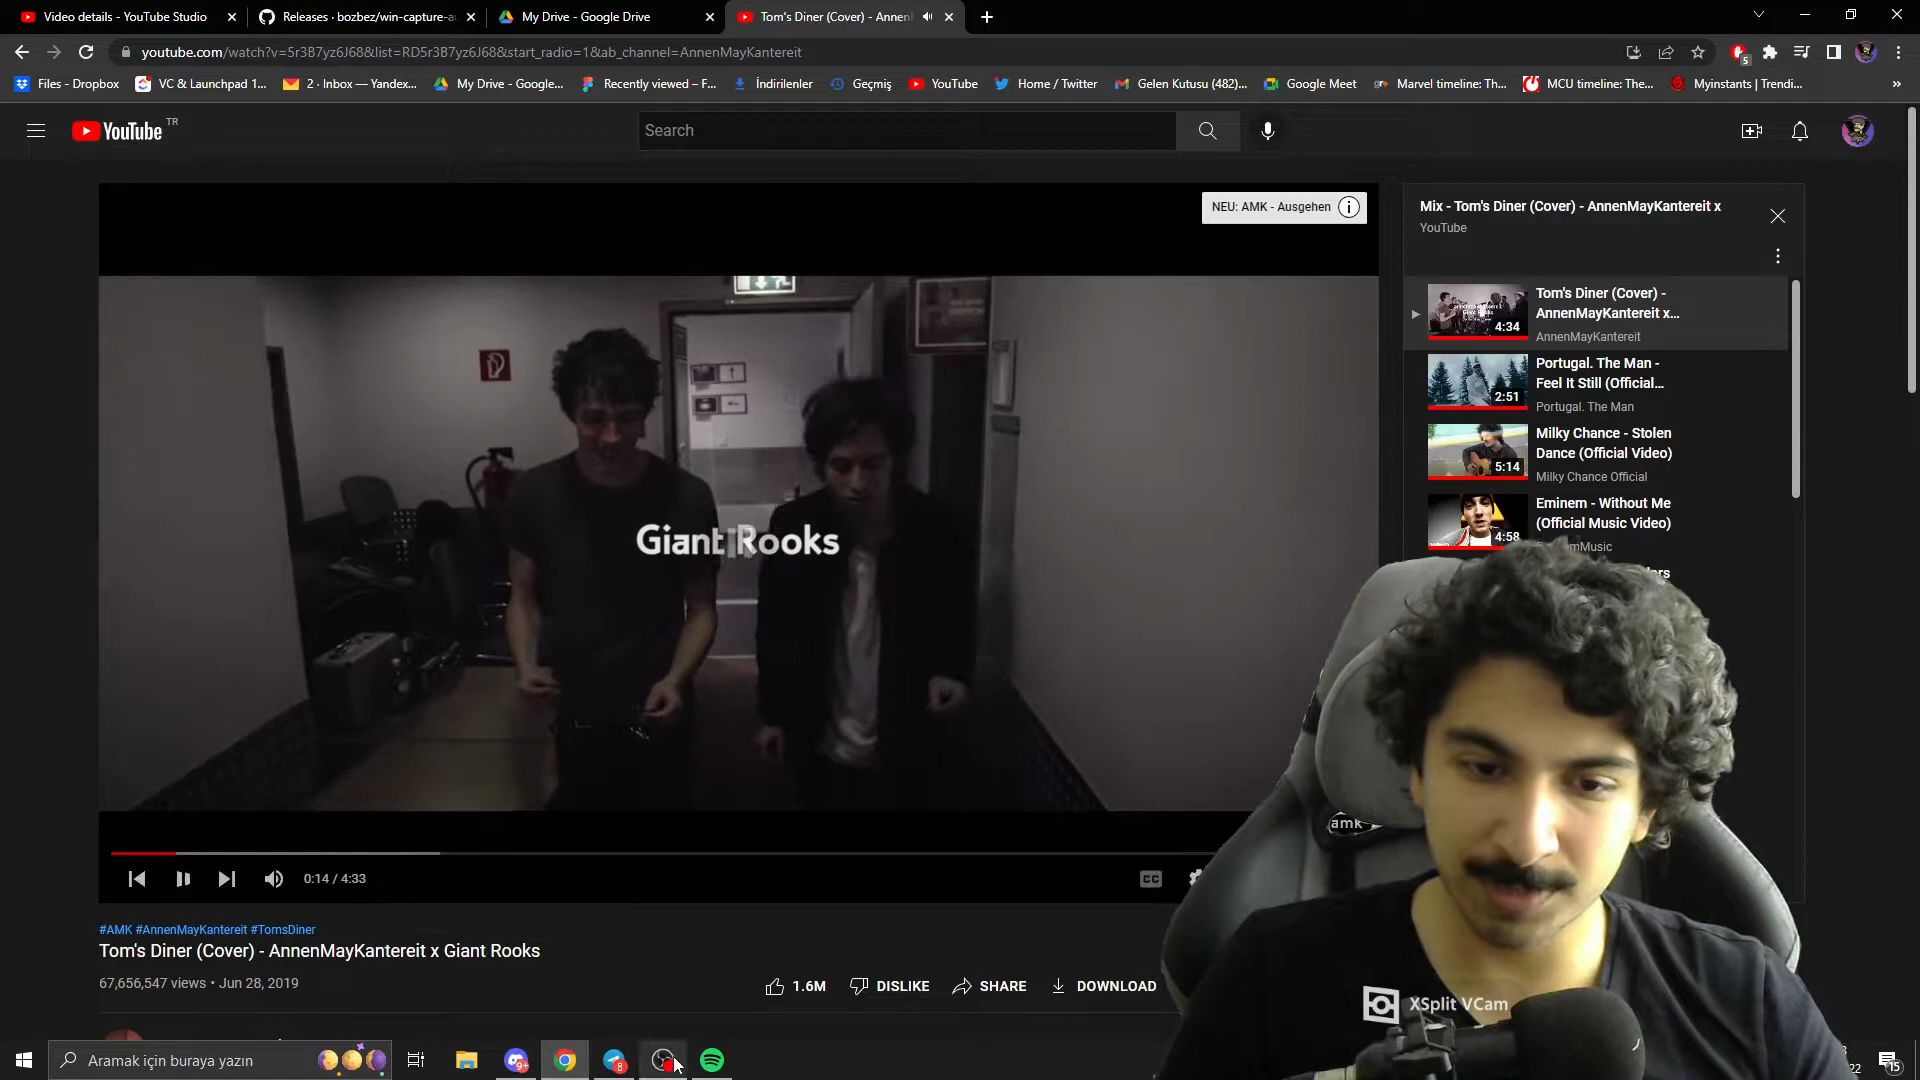 Video details - YouTube Studio
Releases · bozbez/win-capture-au
My Drive - Google Drive
Tom's Diner (Cover) - Annen
youtube.com/watch?v=5r3B7yz6J68&list=RD5r3B7yz6J68&start_radio=1&ab_channel=AnnenMayKantereit
5
Files - Dropbox
VC & Launchpad 1...
2 · Inbox — Yandex...
My Drive - Google...
Recently viewed – F...
İndirilenler
Geçmiş
YouTube
Home / Twitter
Gelen Kutusu (482)...
Google Meet
Marvel timeline: Th...
MCU timeline: The...
Myinstants | Trendi...
YouTube TR
Search
NEU: AMK - Ausgehen
Giant Rooks
amk
Mix - Tom's Diner (Cover) - AnnenMayKantereit x
YouTube
Tom's Diner (Cover) -
AnnenMayKantereit x...
AnnenMayKantereit
4:34
Portugal. The Man -
Feel It Still (Official...
Portugal. The Man
2:51
Milky Chance - Stolen
Dance (Official Video)
Milky Chance Official
5:14
Eminem - Without Me
(Official Music Video)
4:58
0:14 / 4:33
CC
#AMK #AnnenMayKantereit #TomsDiner
Tom's Diner (Cover) - AnnenMayKantereit x Giant Rooks
67,656,547 views • Jun 28, 2019
1.6M
DISLIKE
SHARE
DOWNLOAD
XSplit VCam
Aramak için buraya yazın
9+
8
22
15